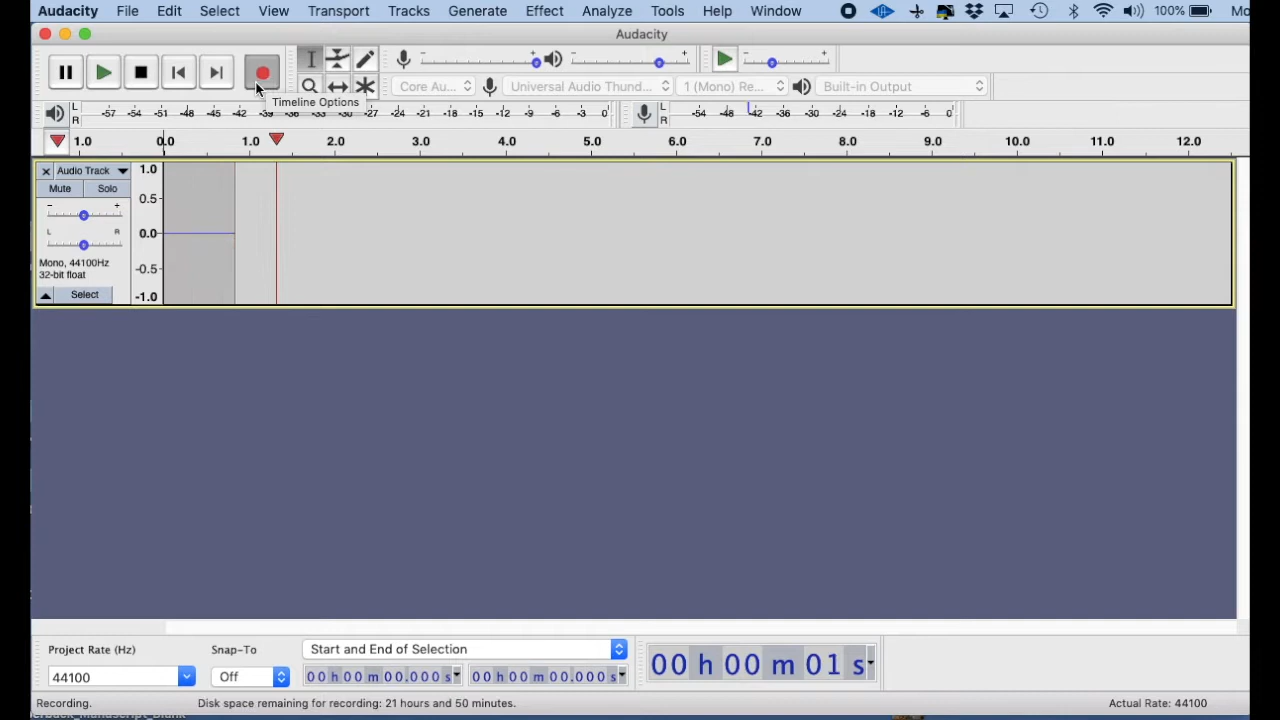 Audacity File Edit Select View Transport Tracks Generate Effect Analyze Tools Help Window 100% Mo
Audacity
- + - + - +
Core Au... Universal Audio Thund... 1 (Mono) Re... Built-in Output
Timeline Options
L R -57 -54 -51 -48 -45 -42 -39 -36 -33 -30 -27 -24 -21 -18 -15 -12 -9 -6 -3 0 L R -54 -48 -42 -36 -30 -24 -18 -12 -6 0
1.0 0.0 1.0 2.0 3.0 4.0 5.0 6.0 7.0 8.0 9.0 10.0 11.0 12.0
Audio Track 1.0
Mute Solo
0.5
- +
L R 0.0
Mono, 44100Hz
32-bit float -0.5
Select -1.0
Project Rate (Hz) Snap-To Start and End of Selection
44100 Off 00 h 00 m 00.000 s 00 h 00 m 00.000 s 00 h 00 m 01 s
Recording. Disk space remaining for recording: 21 hours and 50 minutes. Actual Rate: 44100